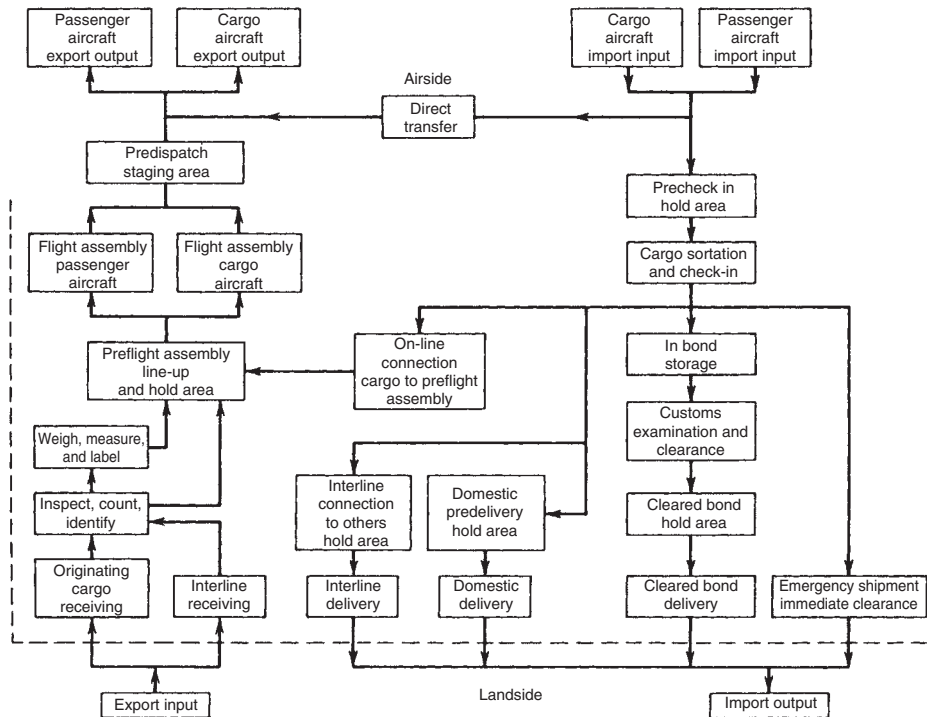 Passenger
aircraft
export output
Cargo
aircraft
export output
Cargo
aircraft
import input
Passenger
aircraft
import input
Airside
Direct
transfer
Predispatch
staging area
Precheck in
hold area
Flight assembly
passenger
aircraft
Flight assembly
cargo
aircraft
Cargo sortation
and check-in
Preflight assembly
line-up
and hold area
On-line
connection
cargo to preflight
assembly
In bond
storage
Customs
examination and
clearance
Weigh, measure,
and label
Inspect, count,
identify
Interline
connection
to others
hold area
Domestic
predelivery
hold area
Cleared bond
hold area
Originating
cargo
receiving
Interline
receiving
Interline
delivery
Domestic
delivery
Cleared bond
delivery
Emergency shipment
immediate clearance
Landside
Export input
Import output